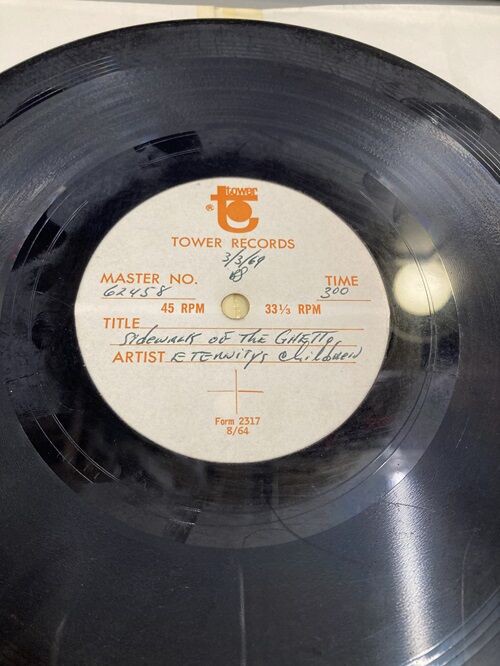 tower
®
TOWER RECORDS
3/3/69
MASTER NO. TIME
62458 300
45 RPM 33⅓ RPM
TITLE
Sidewalk of The Ghetto
ARTIST ETERNITY'S Children
Form 2317
8/64